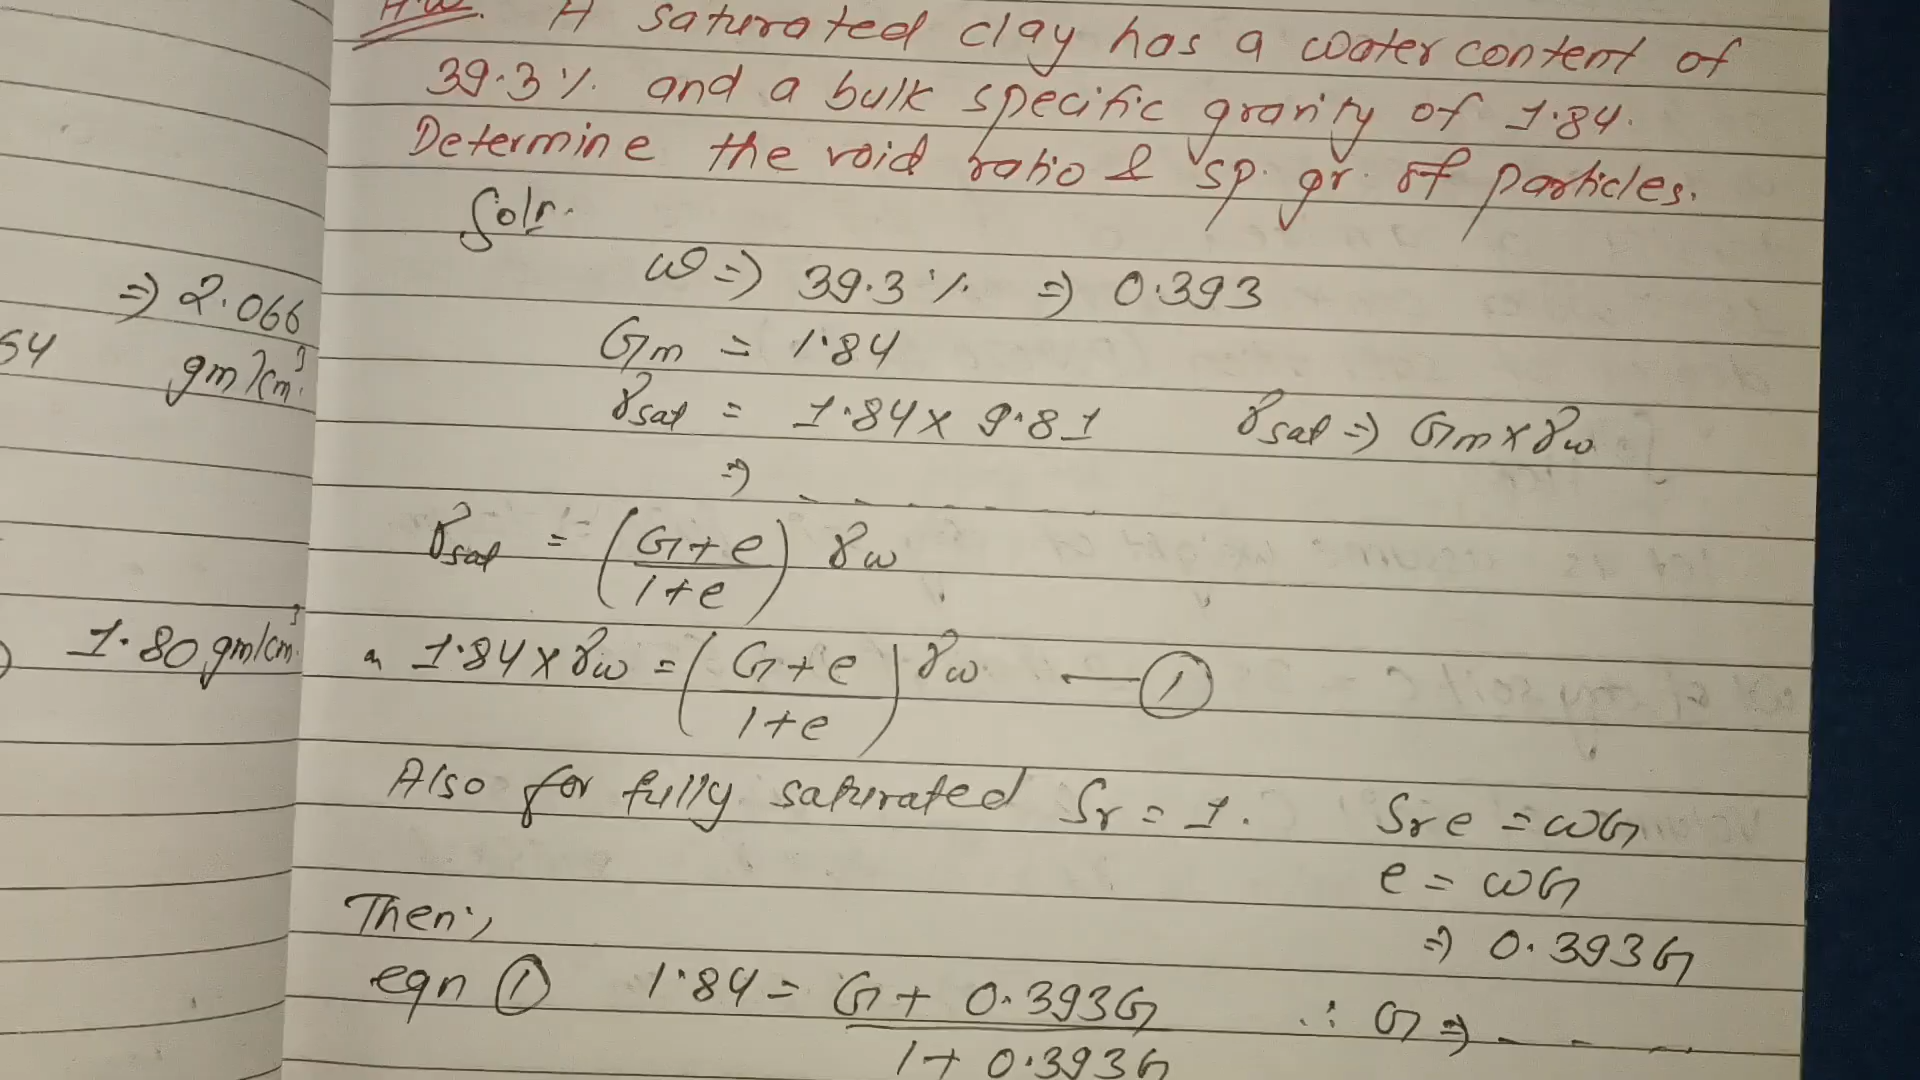 H.W. A saturated clay has a water content of
39.3 % and a bulk specific gravity of 1.84.
Determine the void ratio & sp. gr. of particles.
Soln.
w => 39.3 % => 0.393
Gm = 1.84
γsat = 1.84 x 9.81 γsat => Gm x γw
=> - - - - - -
γsat = (G+e / 1+e) γw
1.84 x γw = (G+e / 1+e) γw — ①
Also for fully saturated Sr = 1. Sr e = wG
e = wG
=> 0.393G
Then,
eqn ① 1.84 = G + 0.393G / 1 + 0.393G ∴ G => - - - -
=> 2.066
54 gm/cm³
1.80 gm/cm³